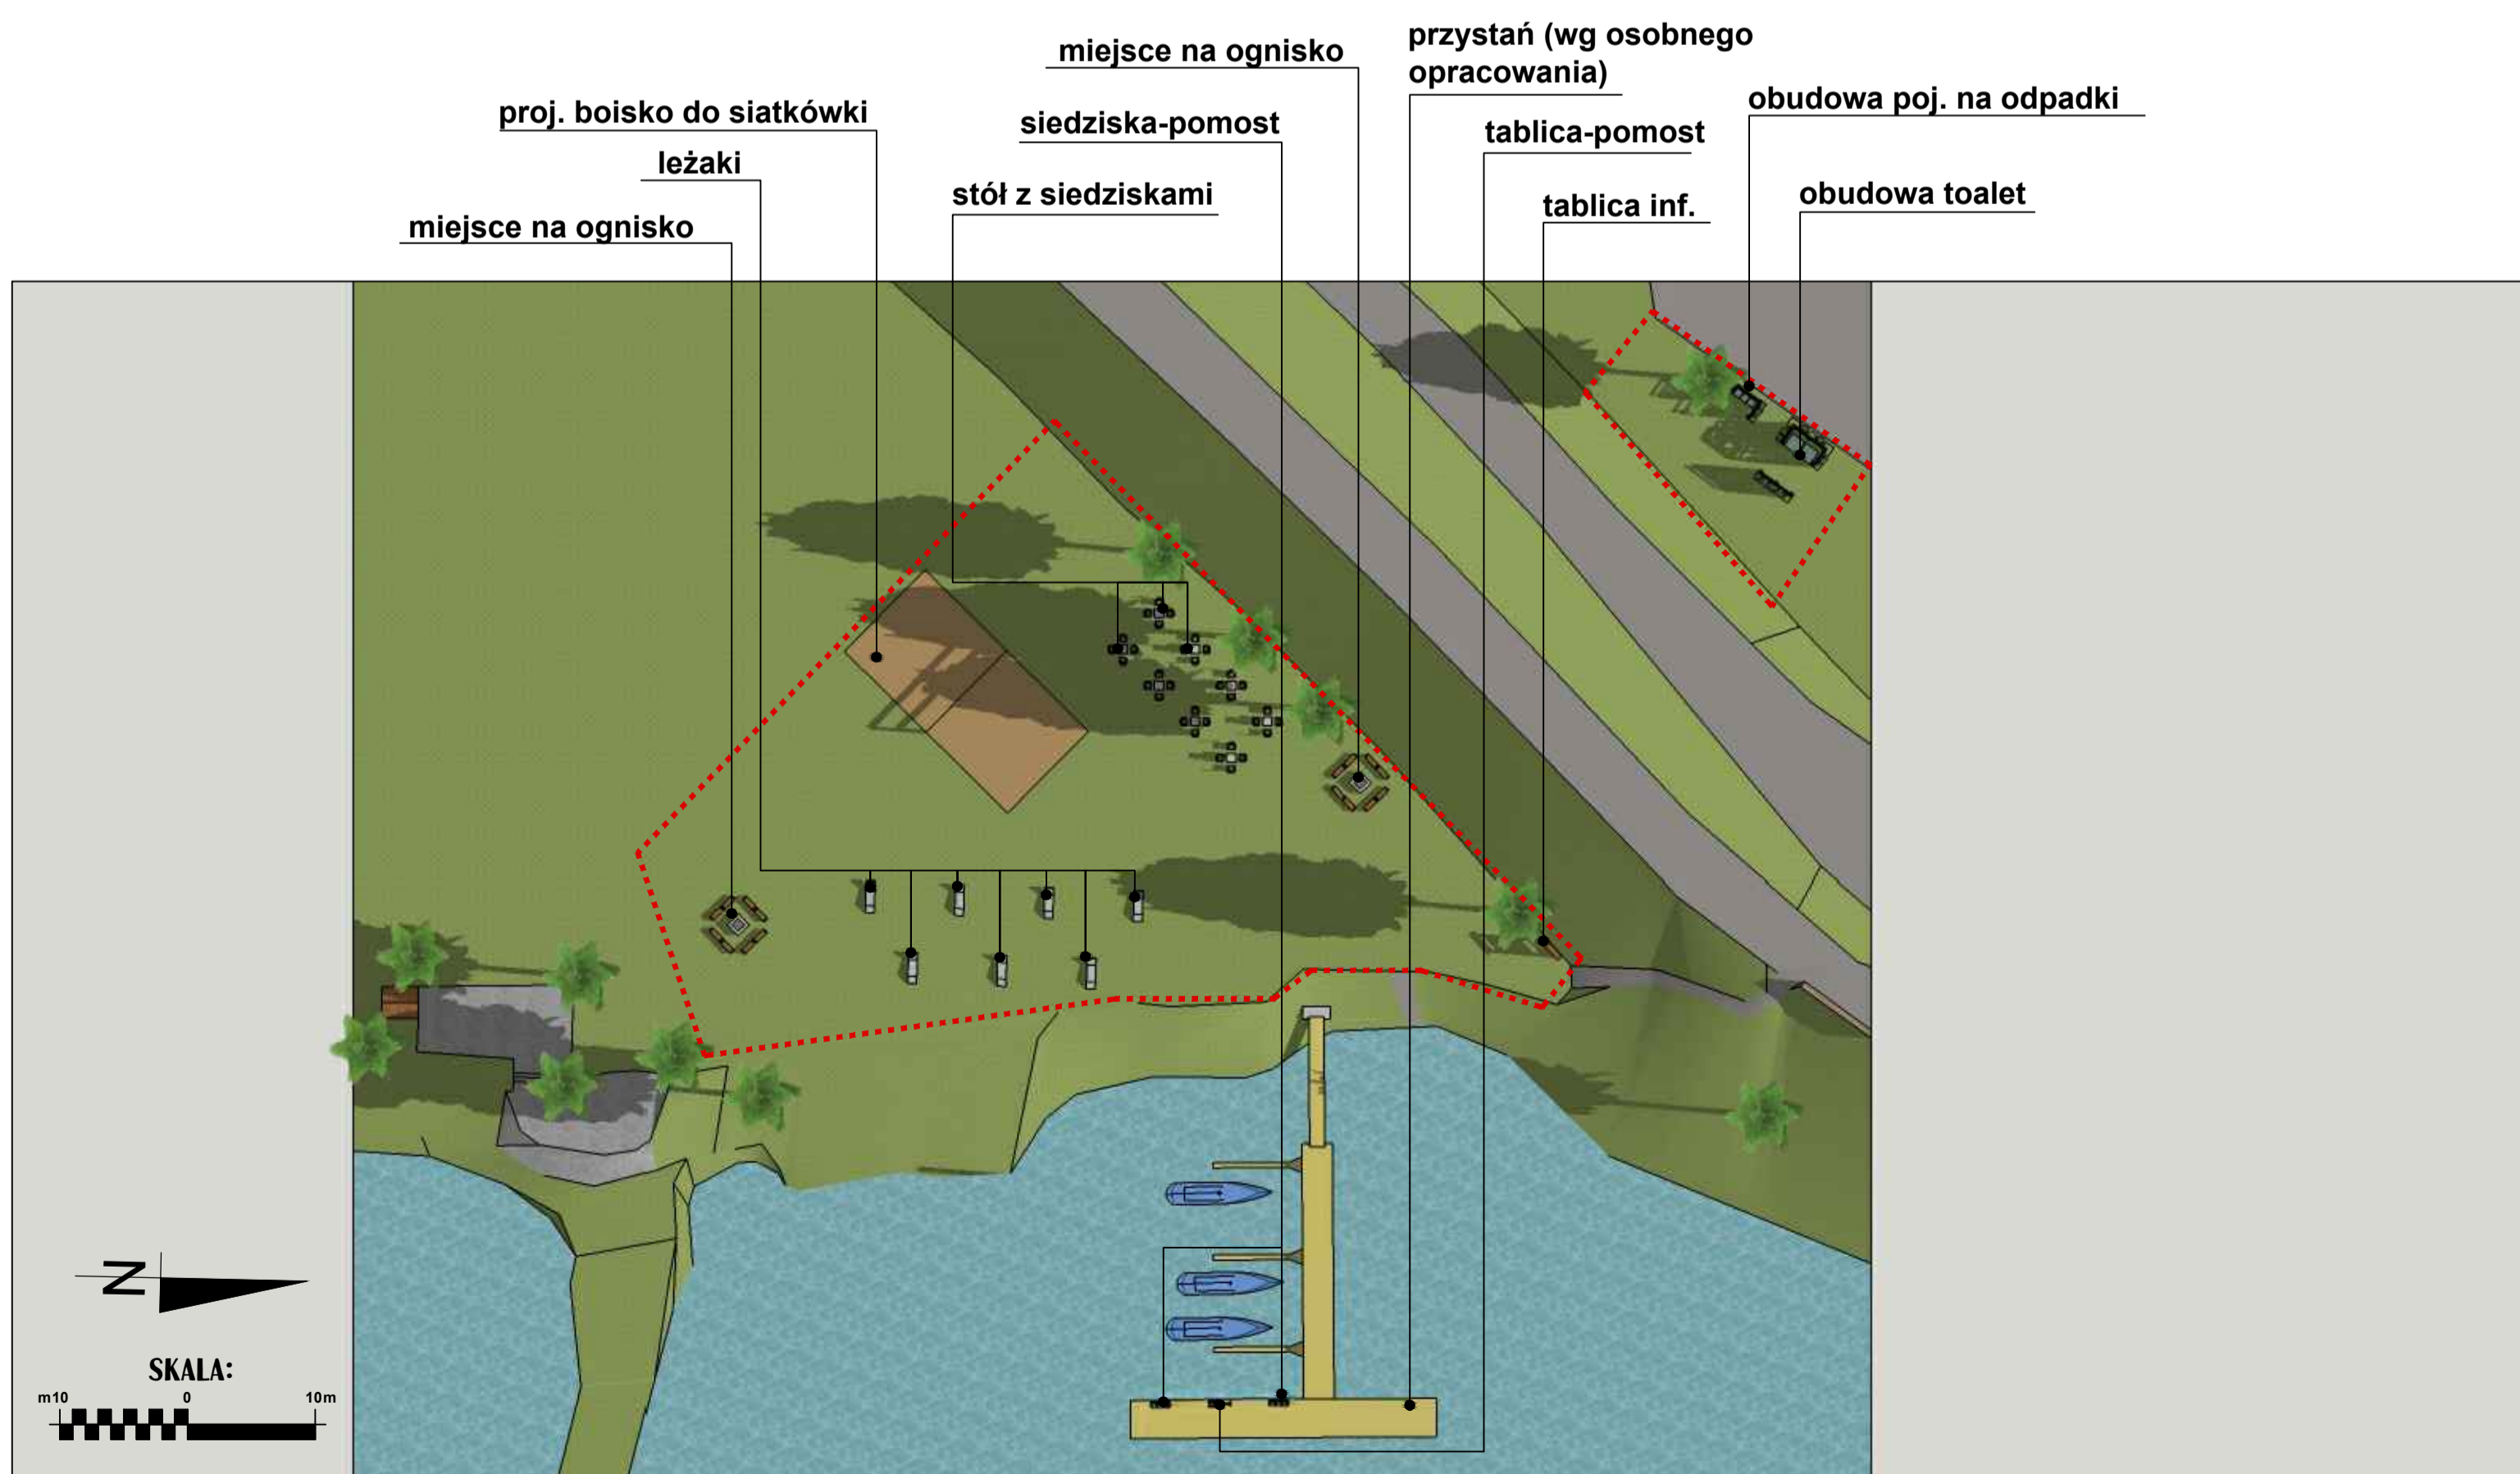 miejsce na ognisko
przystań (wg osobnego
opracowania)
proj. boisko do siatkówki
siedziska-pomost
obudowa poj. na odpadki
tablica-pomost
leżaki
stół z siedziskami
tablica inf.
obudowa toalet
miejsce na ognisko
N
SKALA:
m10 0 10m